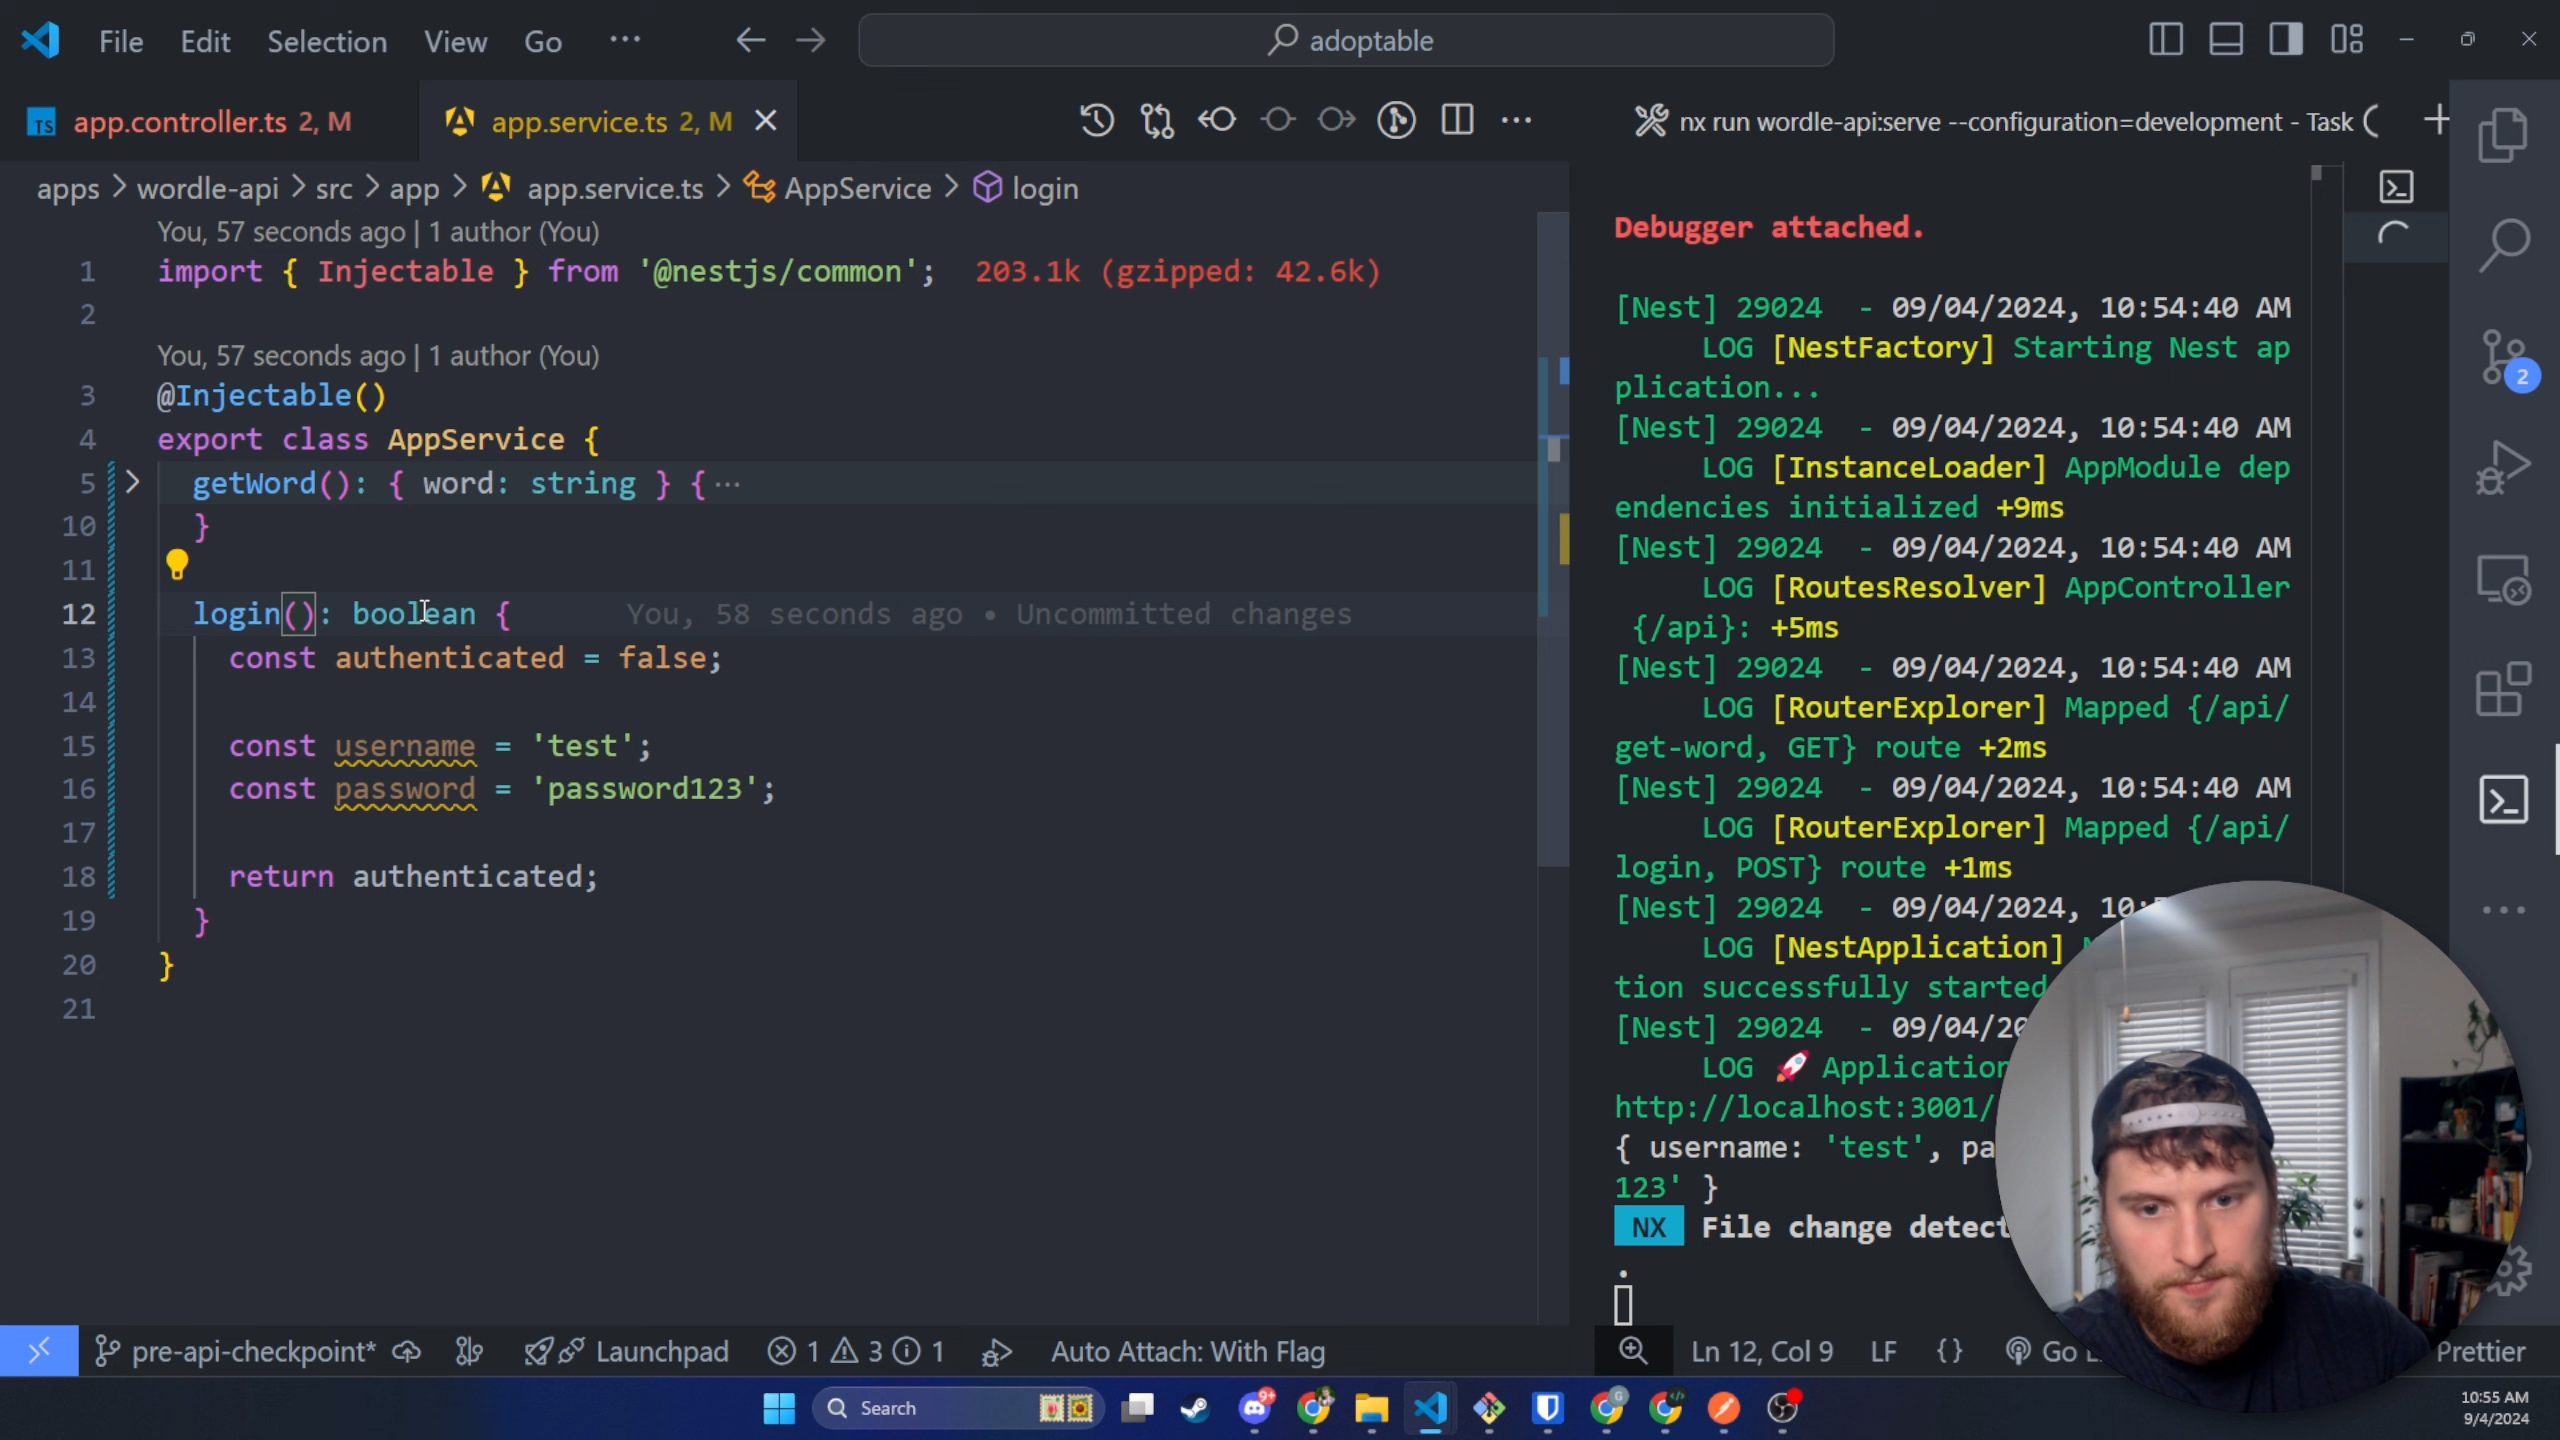 File Edit Selection View Go ··· adoptable
TS app.controller.ts 2, M
app.service.ts 2, M
nx run wordle-api:serve --configuration=development - Task
apps > wordle-api > src > app > app.service.ts > AppService > login
You, 57 seconds ago | 1 author (You)
1 import { Injectable } from '@nestjs/common'; 203.1k (gzipped: 42.6k)
2
You, 57 seconds ago | 1 author (You)
3 @Injectable()
4 export class AppService {
5 getWord(): { word: string } { ···
10 }
11
12 login(): boolean { You, 58 seconds ago • Uncommitted changes
13 const authenticated = false;
14
15 const username = 'test';
16 const password = 'password123';
17
18 return authenticated;
19 }
20 }
21
Debugger attached.
[Nest] 29024 - 09/04/2024, 10:54:40 AM
LOG [NestFactory] Starting Nest ap
plication...
[Nest] 29024 - 09/04/2024, 10:54:40 AM
LOG [InstanceLoader] AppModule dep
endencies initialized +9ms
[Nest] 29024 - 09/04/2024, 10:54:40 AM
LOG [RoutesResolver] AppController
{/api}: +5ms
[Nest] 29024 - 09/04/2024, 10:54:40 AM
LOG [RouterExplorer] Mapped {/api/
get-word, GET} route +2ms
[Nest] 29024 - 09/04/2024, 10:54:40 AM
LOG [RouterExplorer] Mapped {/api/
login, POST} route +1ms
[Nest] 29024 - 09/04/2024,
LOG [NestApplication]
tion successfully started
[Nest] 29024 -
LOG 🚀 Application
http://localhost:3001/
{ username: 'test',
123' }
NX File change
.
2
pre-api-checkpoint* Launchpad 1 3 1 Auto Attach: With Flag
Ln 12, Col 9 LF {} Go Prettier
Search
9+
10:55 AM
9/4/2024